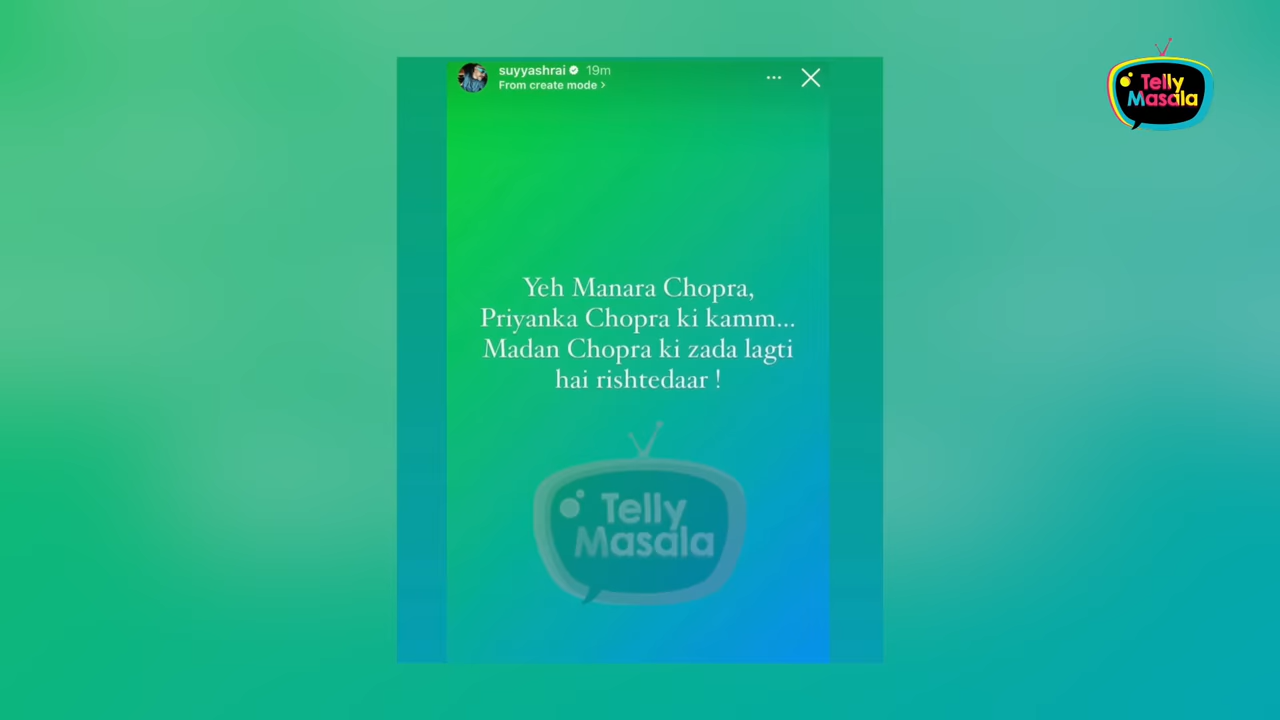 suyyashrai 19m
From create mode >
Telly
Masala
Yeh Manara Chopra,
Priyanka Chopra ki kamm...
Madan Chopra ki zada lagti
hai rishtedaar !
Telly
Masala